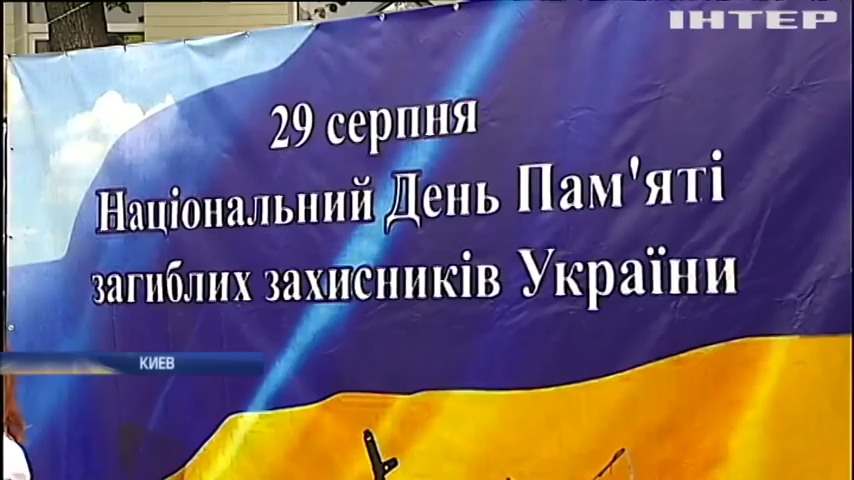 ІНТЕР
29 серпня
Національний День Пам'яті
загиблих захисників України
КИЕВ